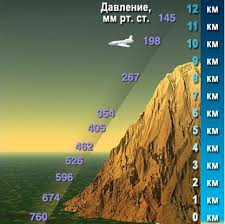 Давление,
мм рт. ст.
145 12 КМ
11 КМ
198 10 КМ
9 КМ
267 8 КМ
7 КМ
354 6 КМ
405 5 КМ
462 4 КМ
526 3 КМ
596 2 КМ
674 1 КМ
760 0 КМ